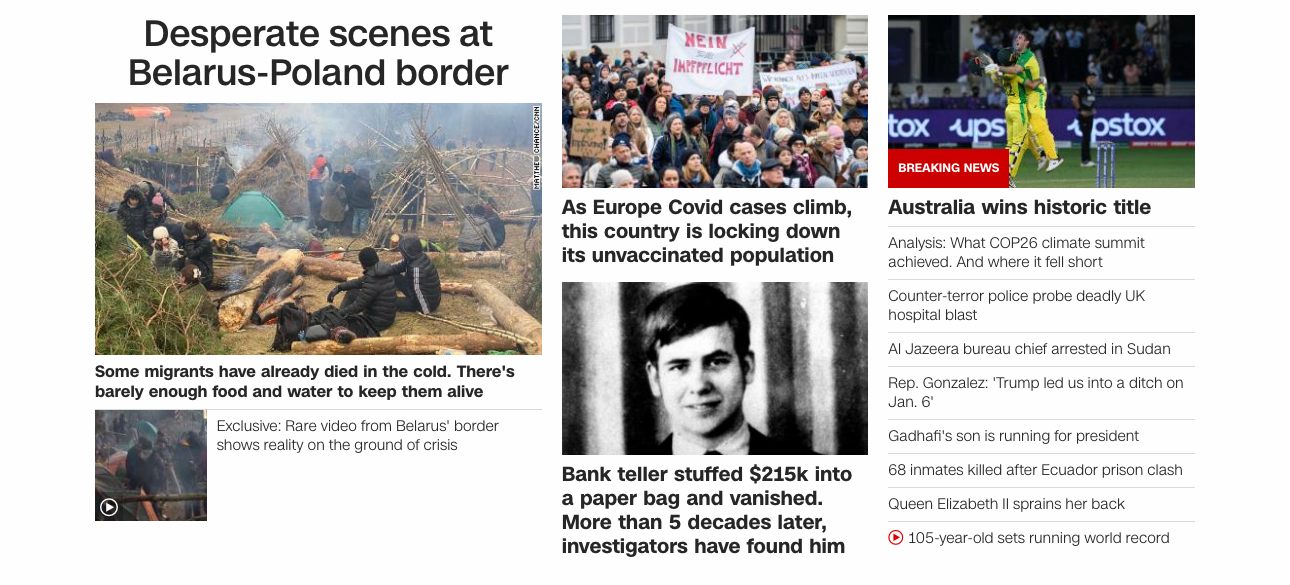 Desperate scenes at
Belarus-Poland border
MATTHEW CHANCE/CNN
Some migrants have already died in the cold. There's
barely enough food and water to keep them alive
Exclusive: Rare video from Belarus' border
shows reality on the ground of crisis
NEIN
IMPFPFLICHT
As Europe Covid cases climb,
this country is locking down
its unvaccinated population
Bank teller stuffed $215k into
a paper bag and vanished.
More than 5 decades later,
investigators have found him
tox upstox
BREAKING NEWS
Australia wins historic title
Analysis: What COP26 climate summit
achieved. And where it fell short
Counter-terror police probe deadly UK
hospital blast
Al Jazeera bureau chief arrested in Sudan
Rep. Gonzalez: 'Trump led us into a ditch on
Jan. 6'
Gadhafi's son is running for president
68 inmates killed after Ecuador prison clash
Queen Elizabeth II sprains her back
105-year-old sets running world record